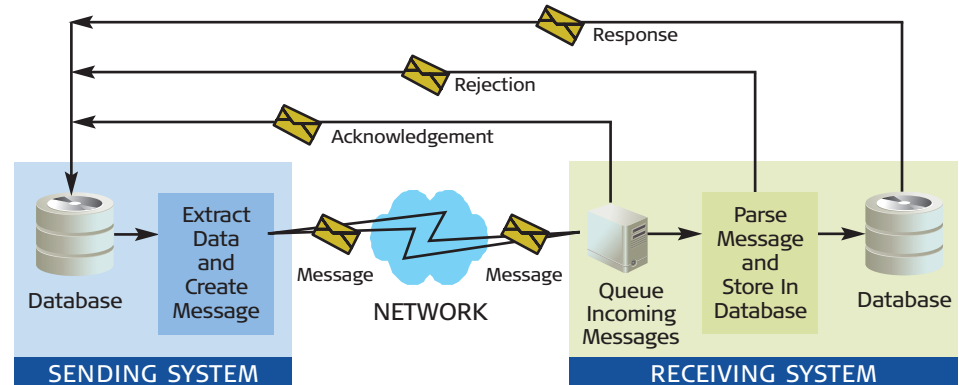 Response
Rejection
Acknowledgement
Database
Extract
Data
and
Create
Message
Message
NETWORK
Message
Queue
Incoming
Messages
Parse
Message
and
Store In
Database
Database
SENDING SYSTEM
RECEIVING SYSTEM